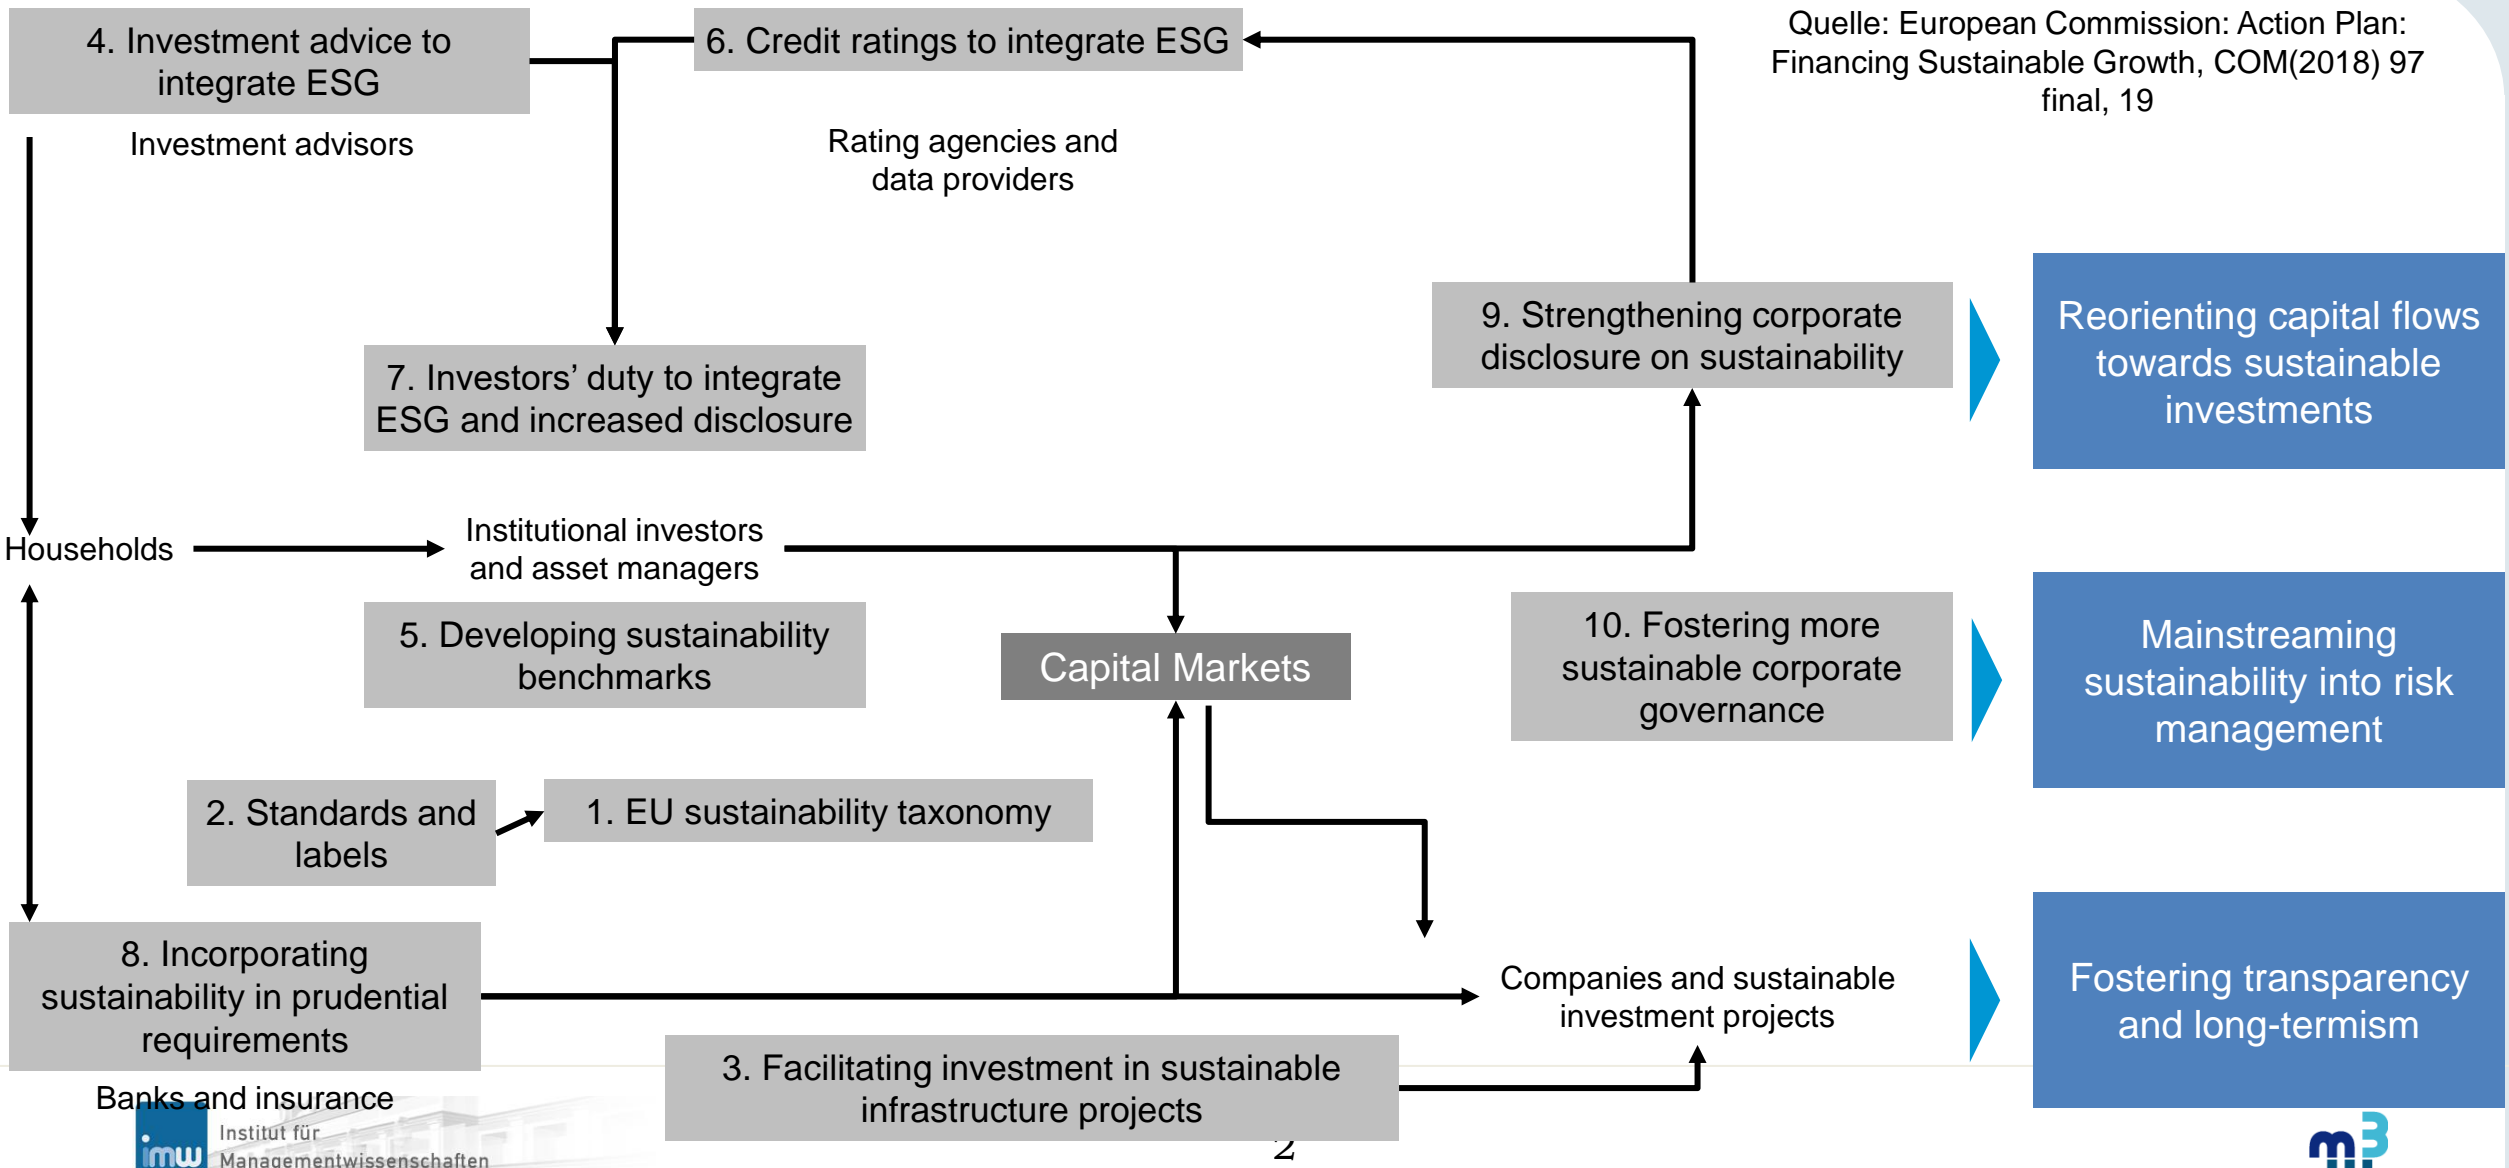 4. Investment advice to
integrate ESG
Investment advisors
6. Credit ratings to integrate ESG
Rating agencies and
data providers
Quelle: European Commission: Action Plan:
Financing Sustainable Growth, COM(2018) 97
final, 19
7. Investors’ duty to integrate
ESG and increased disclosure
9. Strengthening corporate
disclosure on sustainability
Reorienting capital flows
towards sustainable
investments
Households
Institutional investors
and asset managers
5. Developing sustainability
benchmarks
Capital Markets
10. Fostering more
sustainable corporate
governance
Mainstreaming
sustainability into risk
management
2. Standards and
labels
1. EU sustainability taxonomy
8. Incorporating
sustainability in prudential
requirements
Banks and insurance
Companies and sustainable
investment projects
Fostering transparency
and long-termism
3. Facilitating investment in sustainable
infrastructure projects
imw
Institut für
Managementwissenschaften
2